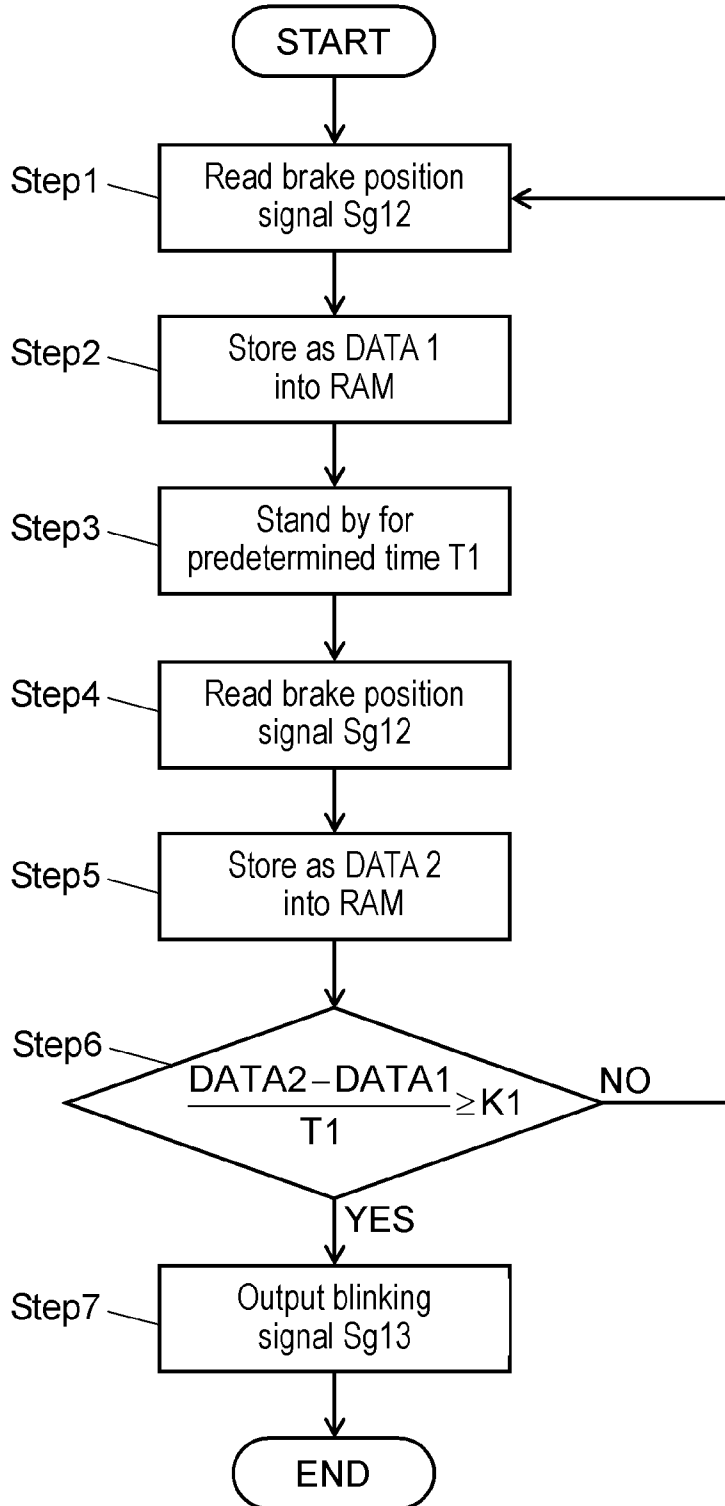 START
Step1
Read brake position
signal Sg12
Step2
Store as DATA 1
into RAM
Step3
Stand by for
predetermined time T1
Step4
Read brake position
signal Sg12
Step5
Store as DATA 2
into RAM
Step6
DATA2–DATA1
T1
≥K1
NO
YES
Step7
Output blinking
signal Sg13
END